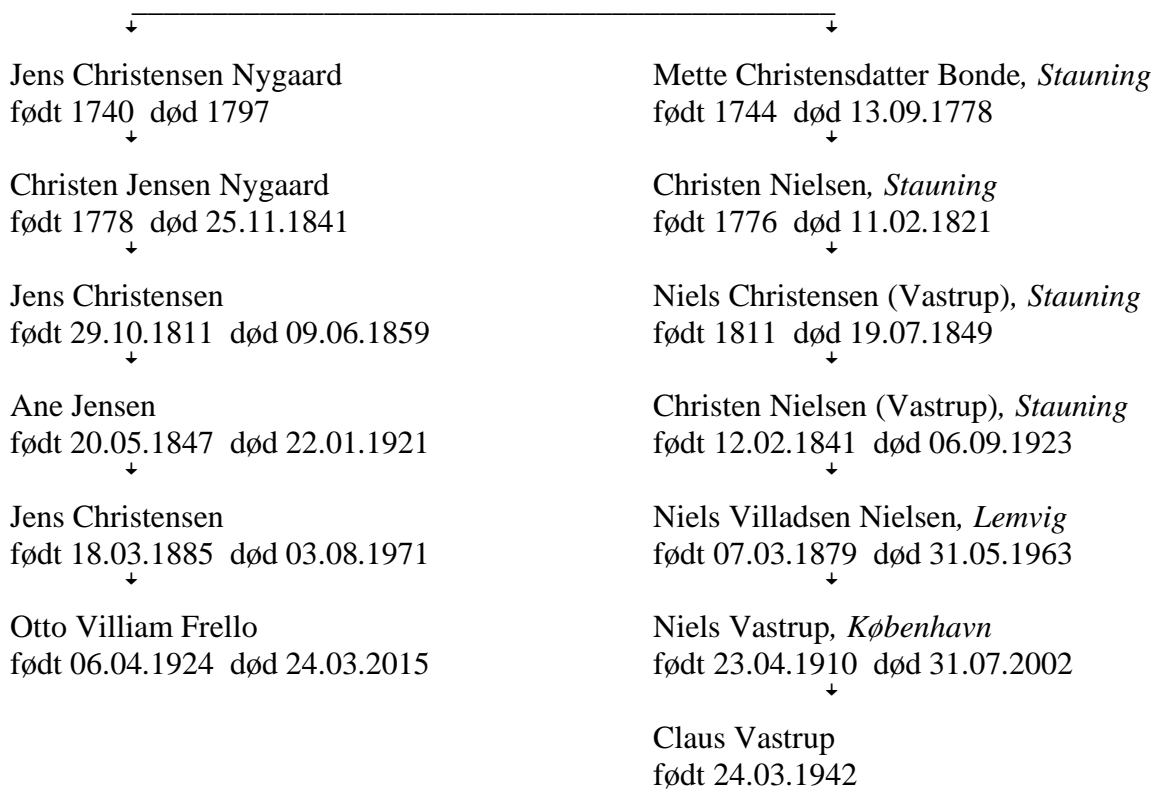 Jens Christensen Nygaard
født 1740 død 1797
Christen Jensen Nygaard
født 1778 død 25.11.1841
Jens Christensen
født 29.10.1811 død 09.06.1859
Ane Jensen
født 20.05.1847 død 22.01.1921
Jens Christensen
født 18.03.1885 død 03.08.1971
Otto Villiam Frello
født 06.04.1924 død 24.03.2015
Mette Christensdatter Bonde, Stauning
født 1744 død 13.09.1778
Christen Nielsen, Stauning
født 1776 død 11.02.1821
Niels Christensen (Vastrup), Stauning
født 1811 død 19.07.1849
Christen Nielsen (Vastrup), Stauning
født 12.02.1841 død 06.09.1923
Niels Villadsen Nielsen, Lemvig
født 07.03.1879 død 31.05.1963
Niels Vastrup, København
født 23.04.1910 død 31.07.2002
Claus Vastrup
født 24.03.1942